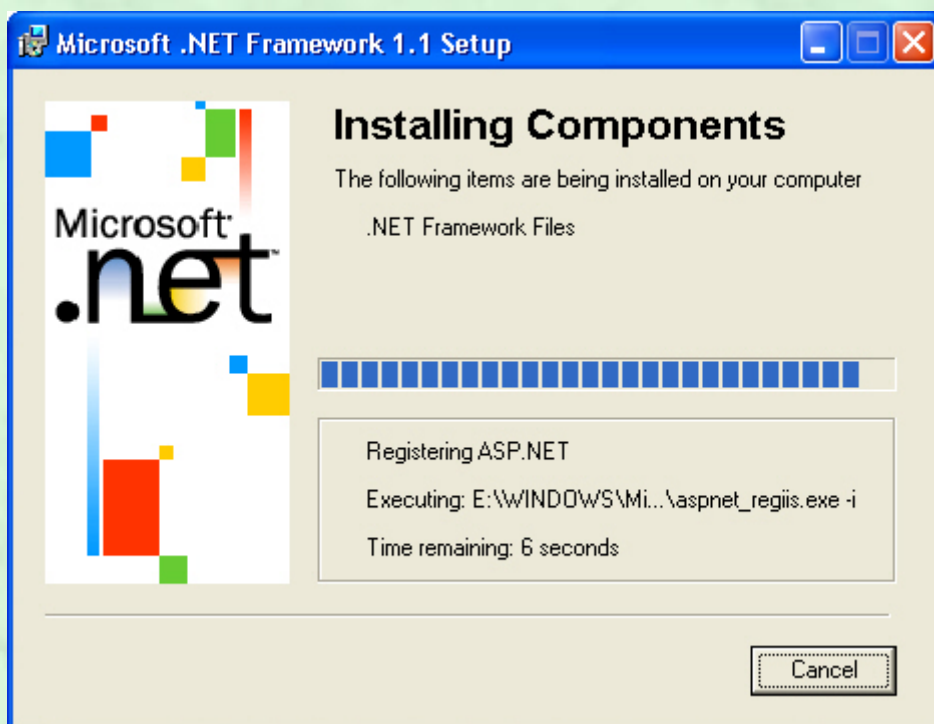 Microsoft .NET Framework 1.1 Setup
Microsoft
.net
Installing Components
The following items are being installed on your computer
.NET Framework Files
Registering ASP.NET
Executing: E:\WINDOWS\Mi...\aspnet_regiis.exe -i
Time remaining: 6 seconds
Cancel